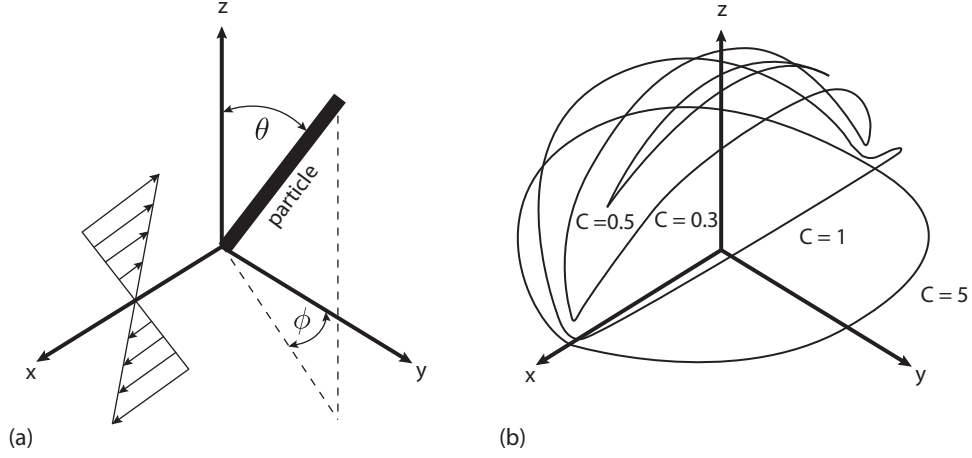 z
θ
particle
ϕ
x
y
(a)
z
C =0.5
C = 0.3
C = 1
C = 5
x
y
(b)